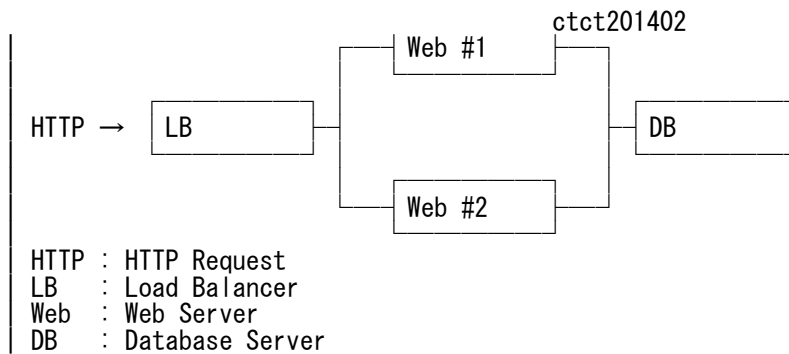 ctct201402
Web #1
HTTP → LB DB
Web #2
HTTP : HTTP Request
LB : Load Balancer
Web : Web Server
DB : Database Server